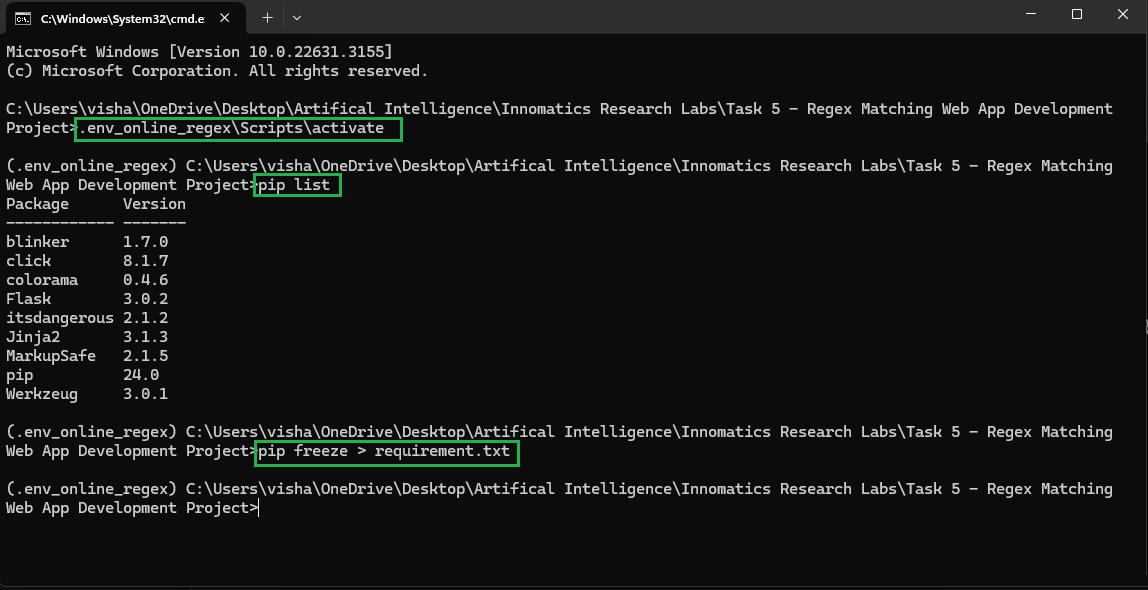 C:\Windows\System32\cmd.e
Microsoft Windows [Version 10.0.22631.3155]
(c) Microsoft Corporation. All rights reserved.
C:\Users\visha\OneDrive\Desktop\Artifical Intelligence\Innomatics Research Labs\Task 5 - Regex Matching Web App Development
Project>.env_online_regex\Scripts\activate
(.env_online_regex) C:\Users\visha\OneDrive\Desktop\Artifical Intelligence\Innomatics Research Labs\Task 5 - Regex Matching
Web App Development Project>pip list
Package      Version
------------ -------
blinker      1.7.0
click        8.1.7
colorama     0.4.6
Flask        3.0.2
itsdangerous 2.1.2
Jinja2       3.1.3
MarkupSafe   2.1.5
pip          24.0
Werkzeug     3.0.1
(.env_online_regex) C:\Users\visha\OneDrive\Desktop\Artifical Intelligence\Innomatics Research Labs\Task 5 - Regex Matching
Web App Development Project>pip freeze > requirement.txt
(.env_online_regex) C:\Users\visha\OneDrive\Desktop\Artifical Intelligence\Innomatics Research Labs\Task 5 - Regex Matching
Web App Development Project>